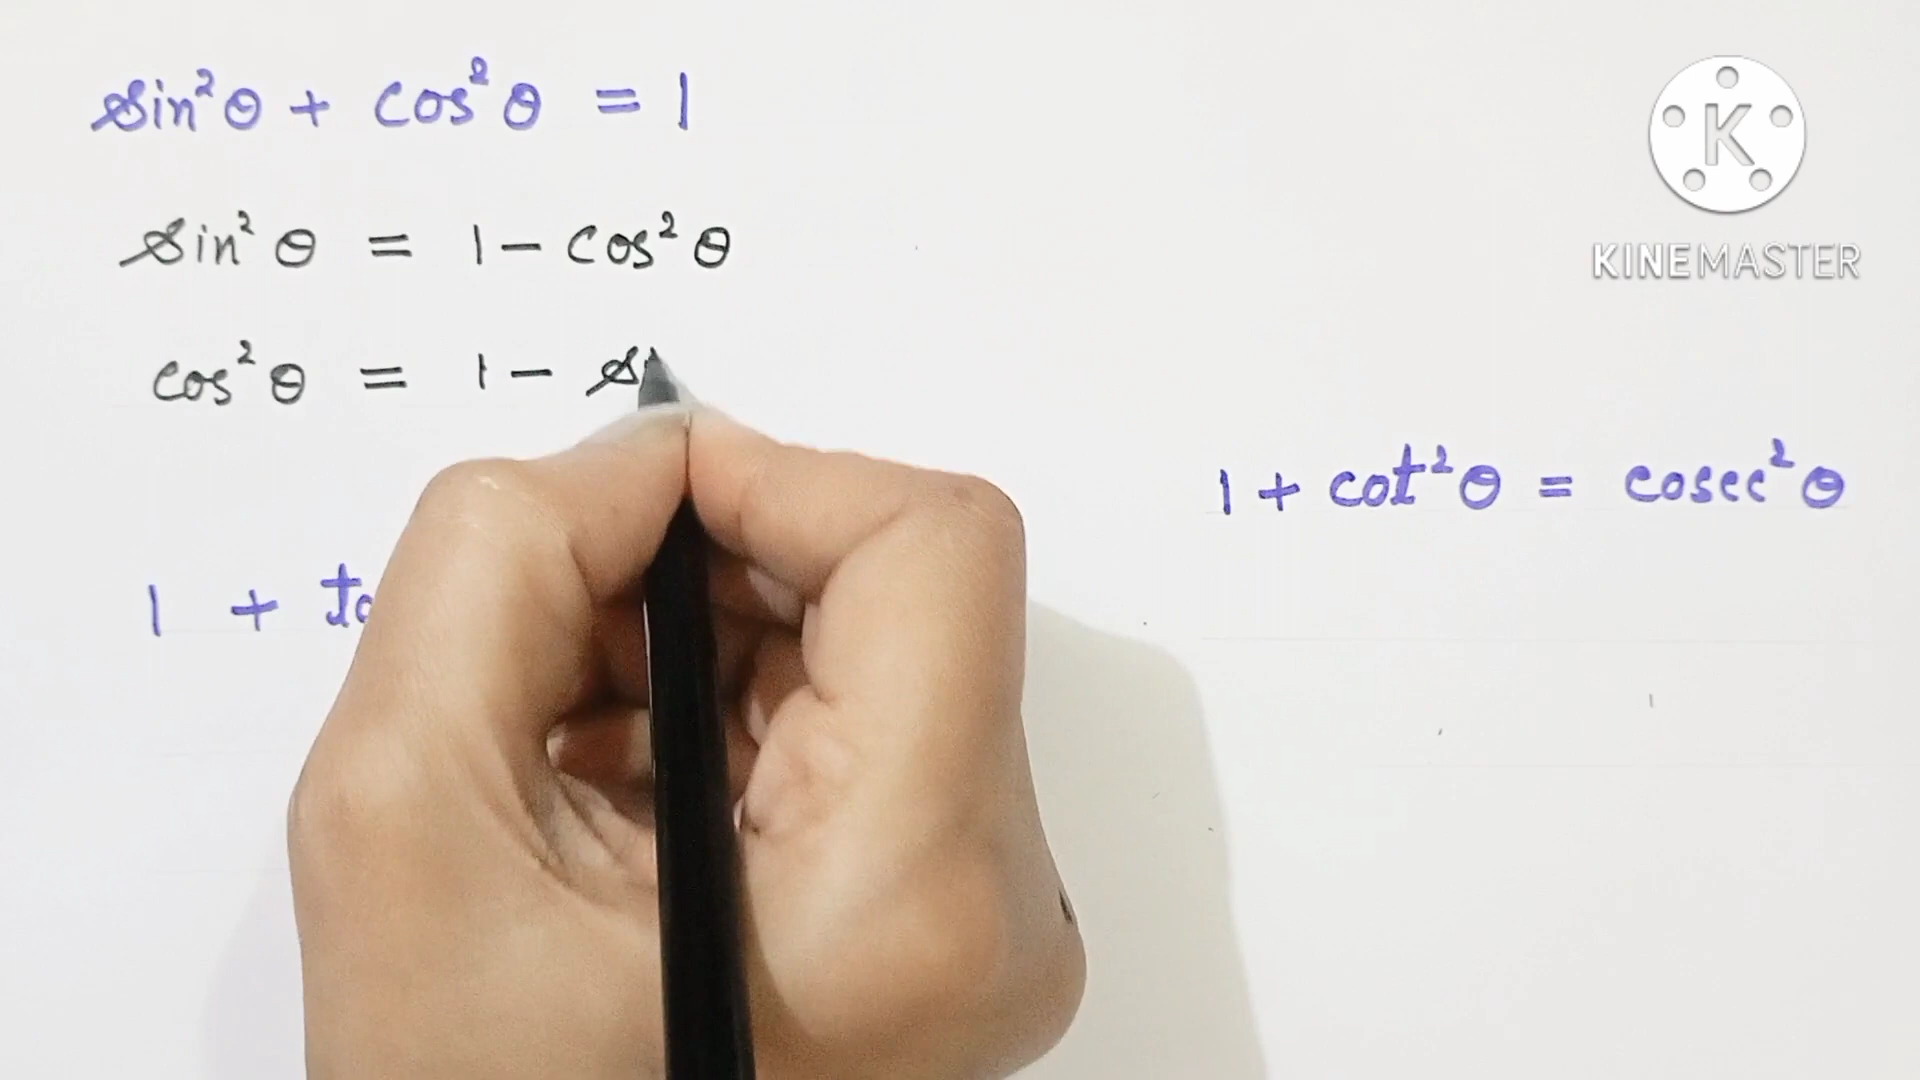 sin²θ + cos²θ = 1
sin²θ = 1 - cos²θ
cos²θ = 1 -
1 +
1 + cot²θ = cosec²θ
K
KINEMASTER